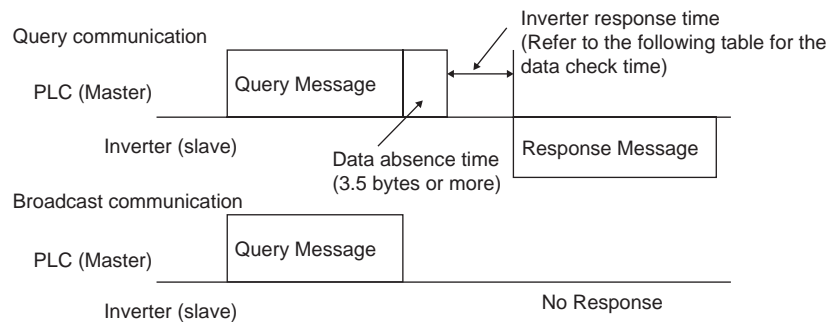 Query communication
Inverter response time
(Refer to the following table for the
data check time)
PLC (Master)
Query Message
Inverter (slave)
Data absence time
(3.5 bytes or more)
Response Message
Broadcast communication
PLC (Master)
Query Message
Inverter (slave)
No Response